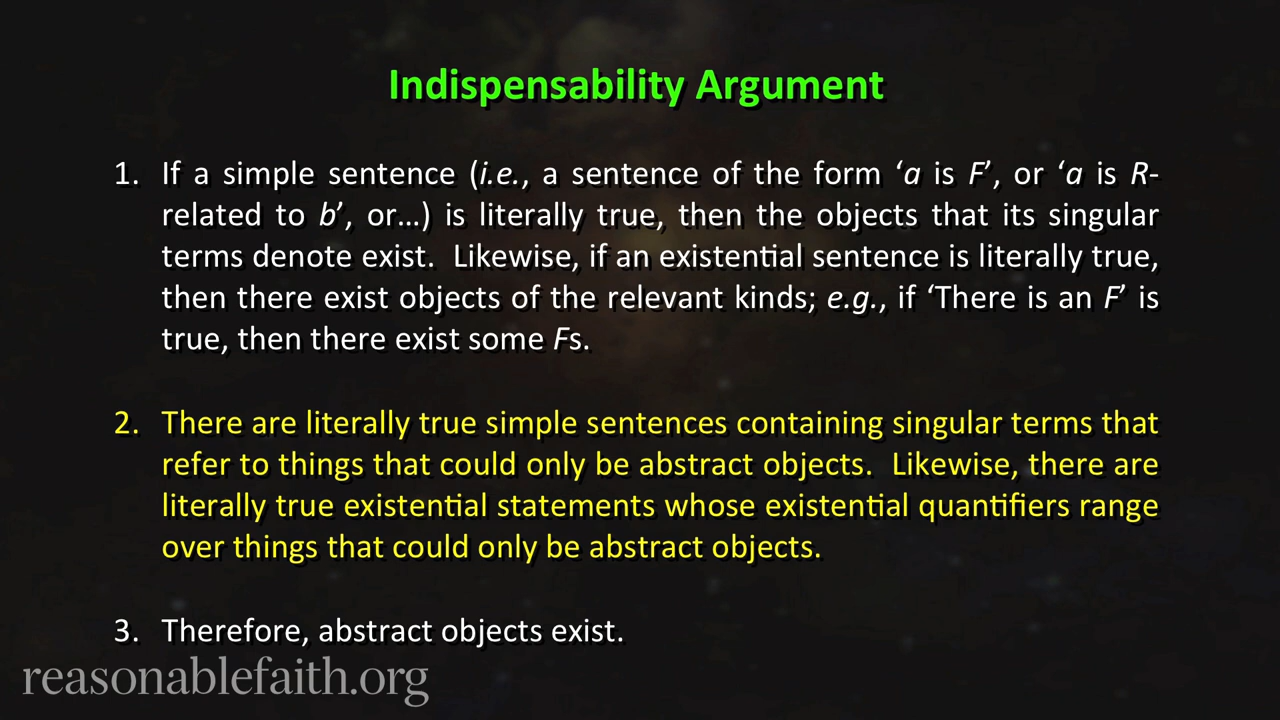 Indispensability Argument
1. If a simple sentence (i.e., a sentence of the form ‘a is F’, or ‘a is R-
related to b’, or…) is literally true, then the objects that its singular
terms denote exist. Likewise, if an existential sentence is literally true,
then there exist objects of the relevant kinds; e.g., if ‘There is an F’ is
true, then there exist some Fs.
2. There are literally true simple sentences containing singular terms that
refer to things that could only be abstract objects. Likewise, there are
literally true existential statements whose existential quantifiers range
over things that could only be abstract objects.
3. Therefore, abstract objects exist.
reasonablefaith.org